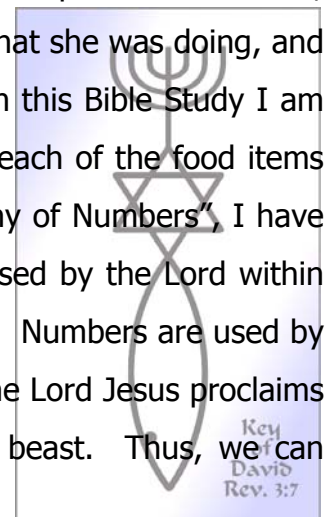 hat she was doing, and
n this Bible Study I am
each of the food items
ny of Numbers", I have
sed by the Lord within
Numbers are used by
he Lord Jesus proclaims
beast. Thus, we can
Key
of
David
Rev. 3:7